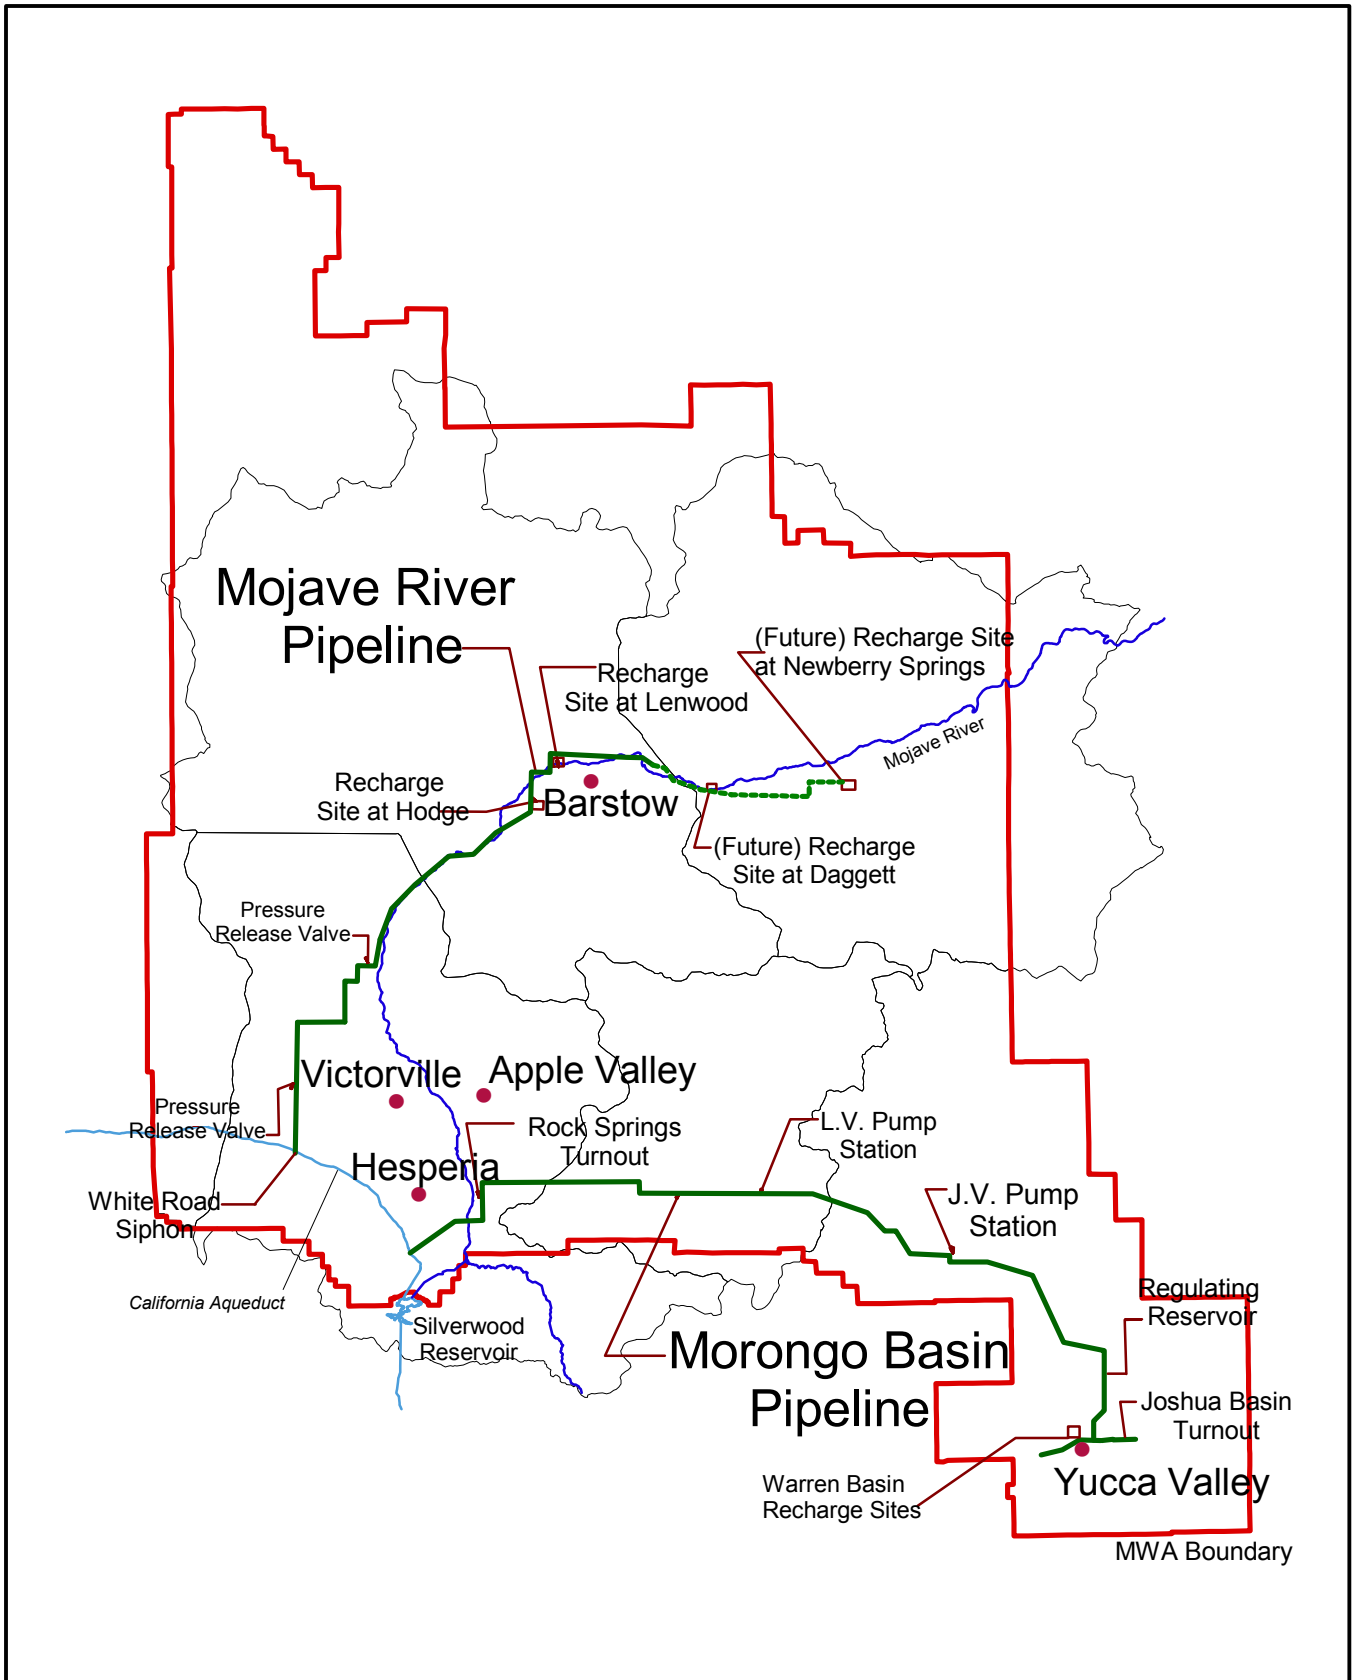 Mojave River
Pipeline
(Future) Recharge Site
at Newberry Springs
Recharge
Site at Lenwood
Mojave River
Recharge
Site at Hodge
Barstow
(Future) Recharge
Site at Daggett
Pressure
Release Valve
Victorville
Apple Valley
Pressure
Release Valve
Rock Springs
Turnout
L.V. Pump
Station
Hesperia
White Road
Siphon
J.V. Pump
Station
California Aqueduct
Regulating
Reservoir
Silverwood
Reservoir
Morongo Basin
Pipeline
Joshua Basin
Turnout
Warren Basin
Recharge Sites
Yucca Valley
MWA Boundary